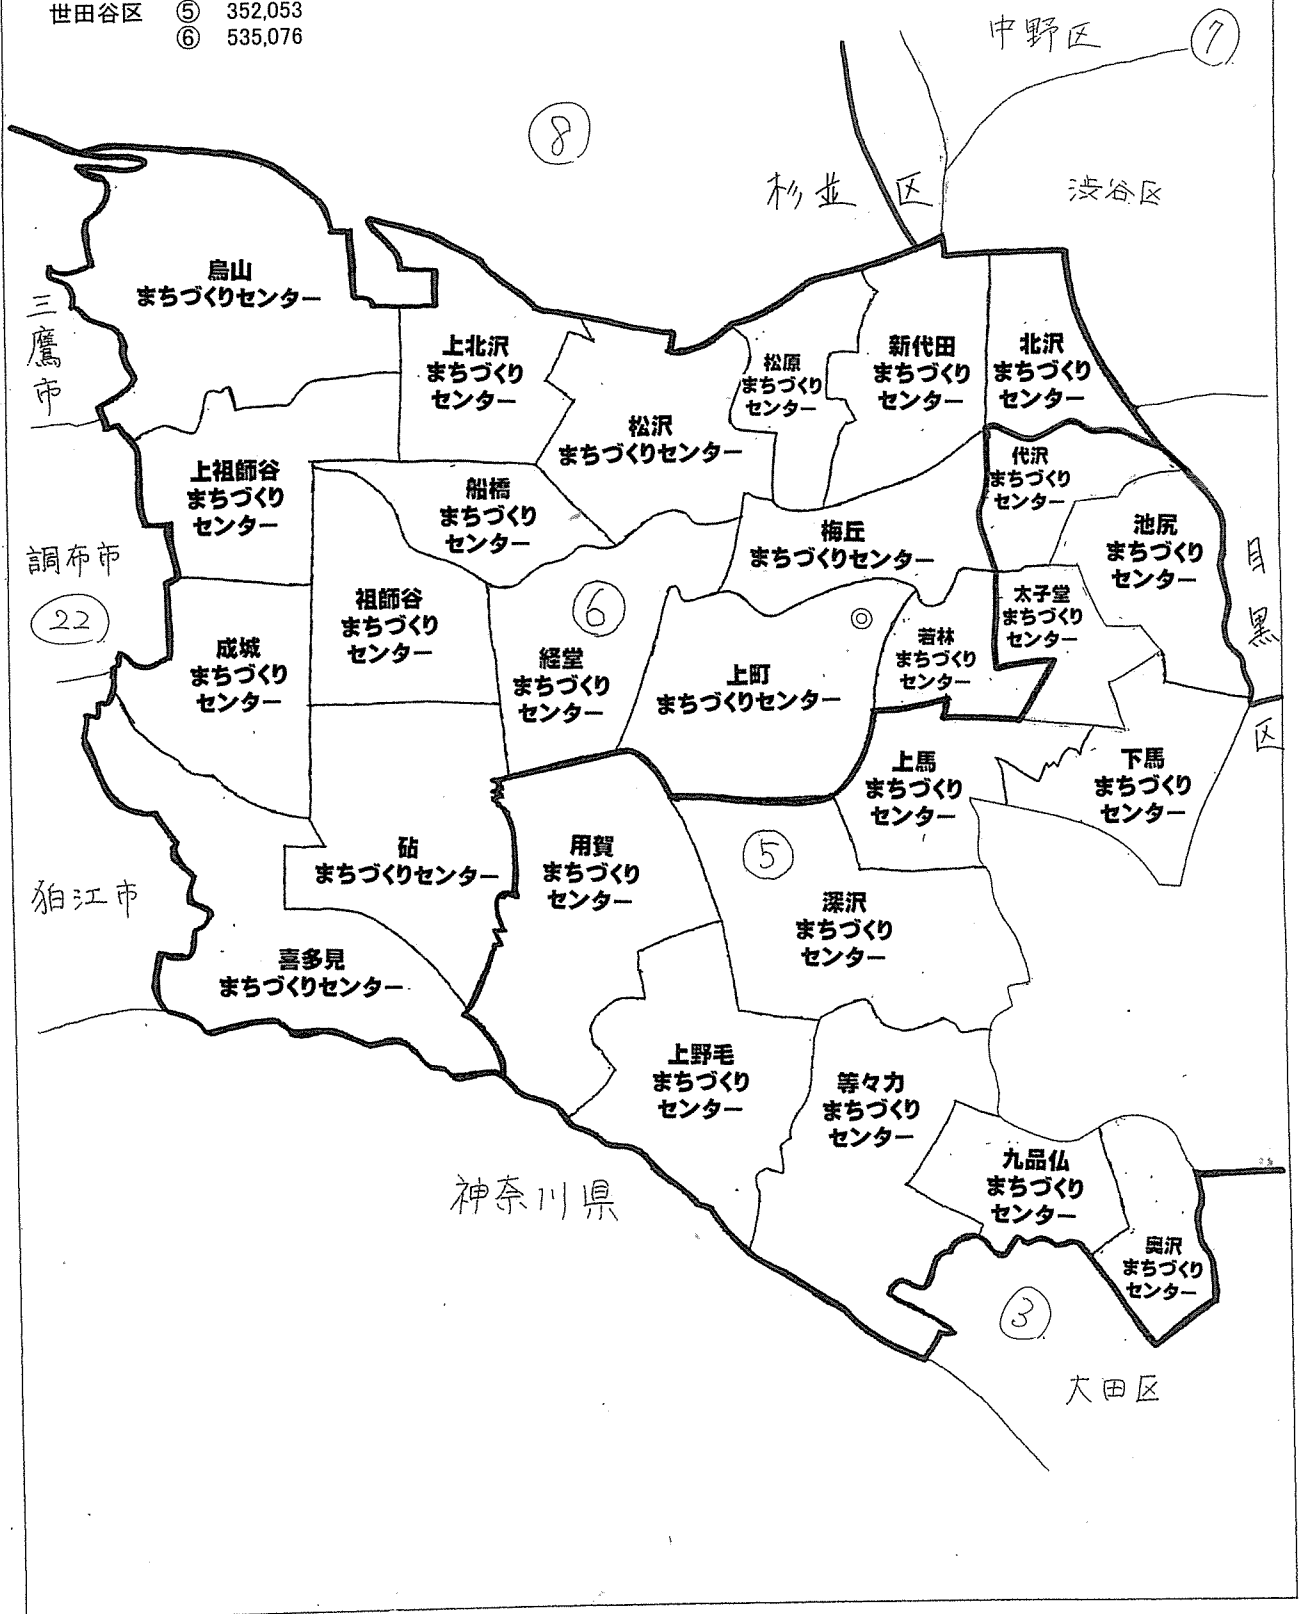 世田谷区 ⑤ 352,053
⑥ 535,076
中野区
⑦
⑧
杉並区
渋谷区
烏山
まちづくりセンター
三鷹市
上北沢
まちづくり
センター
松沢
まちづくりセンター
松原
まちづくり
センター
新代田
まちづくり
センター
北沢
まちづくり
センター
上祖師谷
まちづくり
センター
船橋
まちづくり
センター
代沢
まちづくり
センター
梅丘
まちづくりセンター
池尻
まちづくり
センター
調布市
㉒
目黒区
祖師谷
まちづくり
センター
⑥
太子堂
まちづくり
センター
成城
まちづくり
センター
経堂
まちづくり
センター
◎
上町
まちづくりセンター
若林
まちづくり
センター
上馬
まちづくり
センター
下馬
まちづくり
センター
砧
まちづくりセンター
用賀
まちづくり
センター
⑤
深沢
まちづくり
センター
狛江市
喜多見
まちづくりセンター
上野毛
まちづくり
センター
等々力
まちづくり
センター
九品仏
まちづくり
センター
神奈川県
奥沢
まちづくり
センター
③
大田区